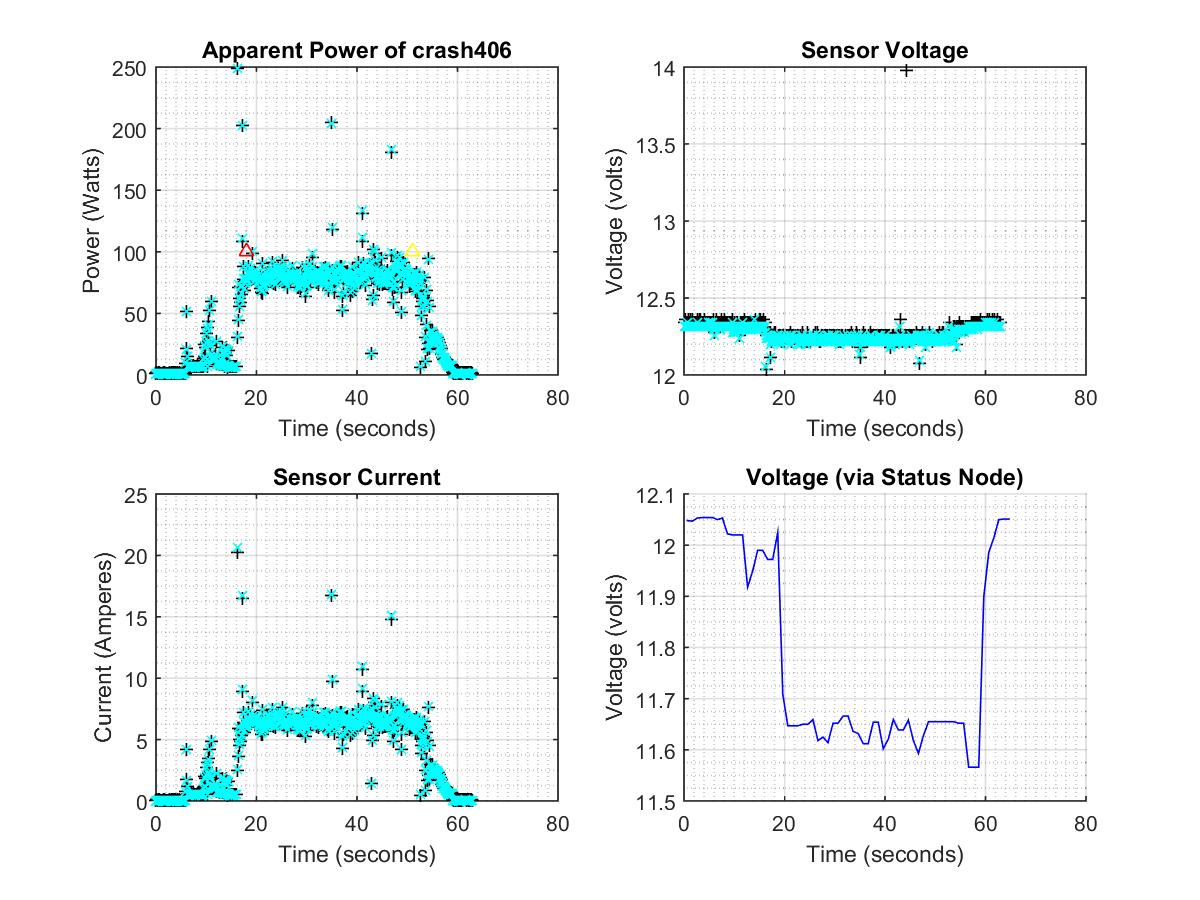 Apparent Power of crash406
250
200
150
100
50
0
Power (Watts)
0 20 40 60 80
Time (seconds)
Sensor Voltage
14
13.5
13
12.5
12
Voltage (volts)
0 20 40 60 80
Time (seconds)
Sensor Current
25
20
15
10
5
0
Current (Amperes)
0 20 40 60 80
Time (seconds)
Voltage (via Status Node)
12.1
12
11.9
11.8
11.7
11.6
11.5
Voltage (volts)
0 20 40 60 80
Time (seconds)